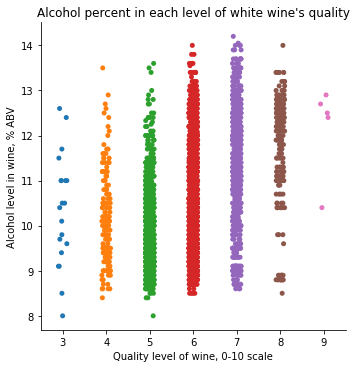 Alcohol percent in each level of white wine's quality
Alcohol level in wine, % ABV
14
13
12
11
10
9
8
3 4 5 6 7 8 9
Quality level of wine, 0-10 scale